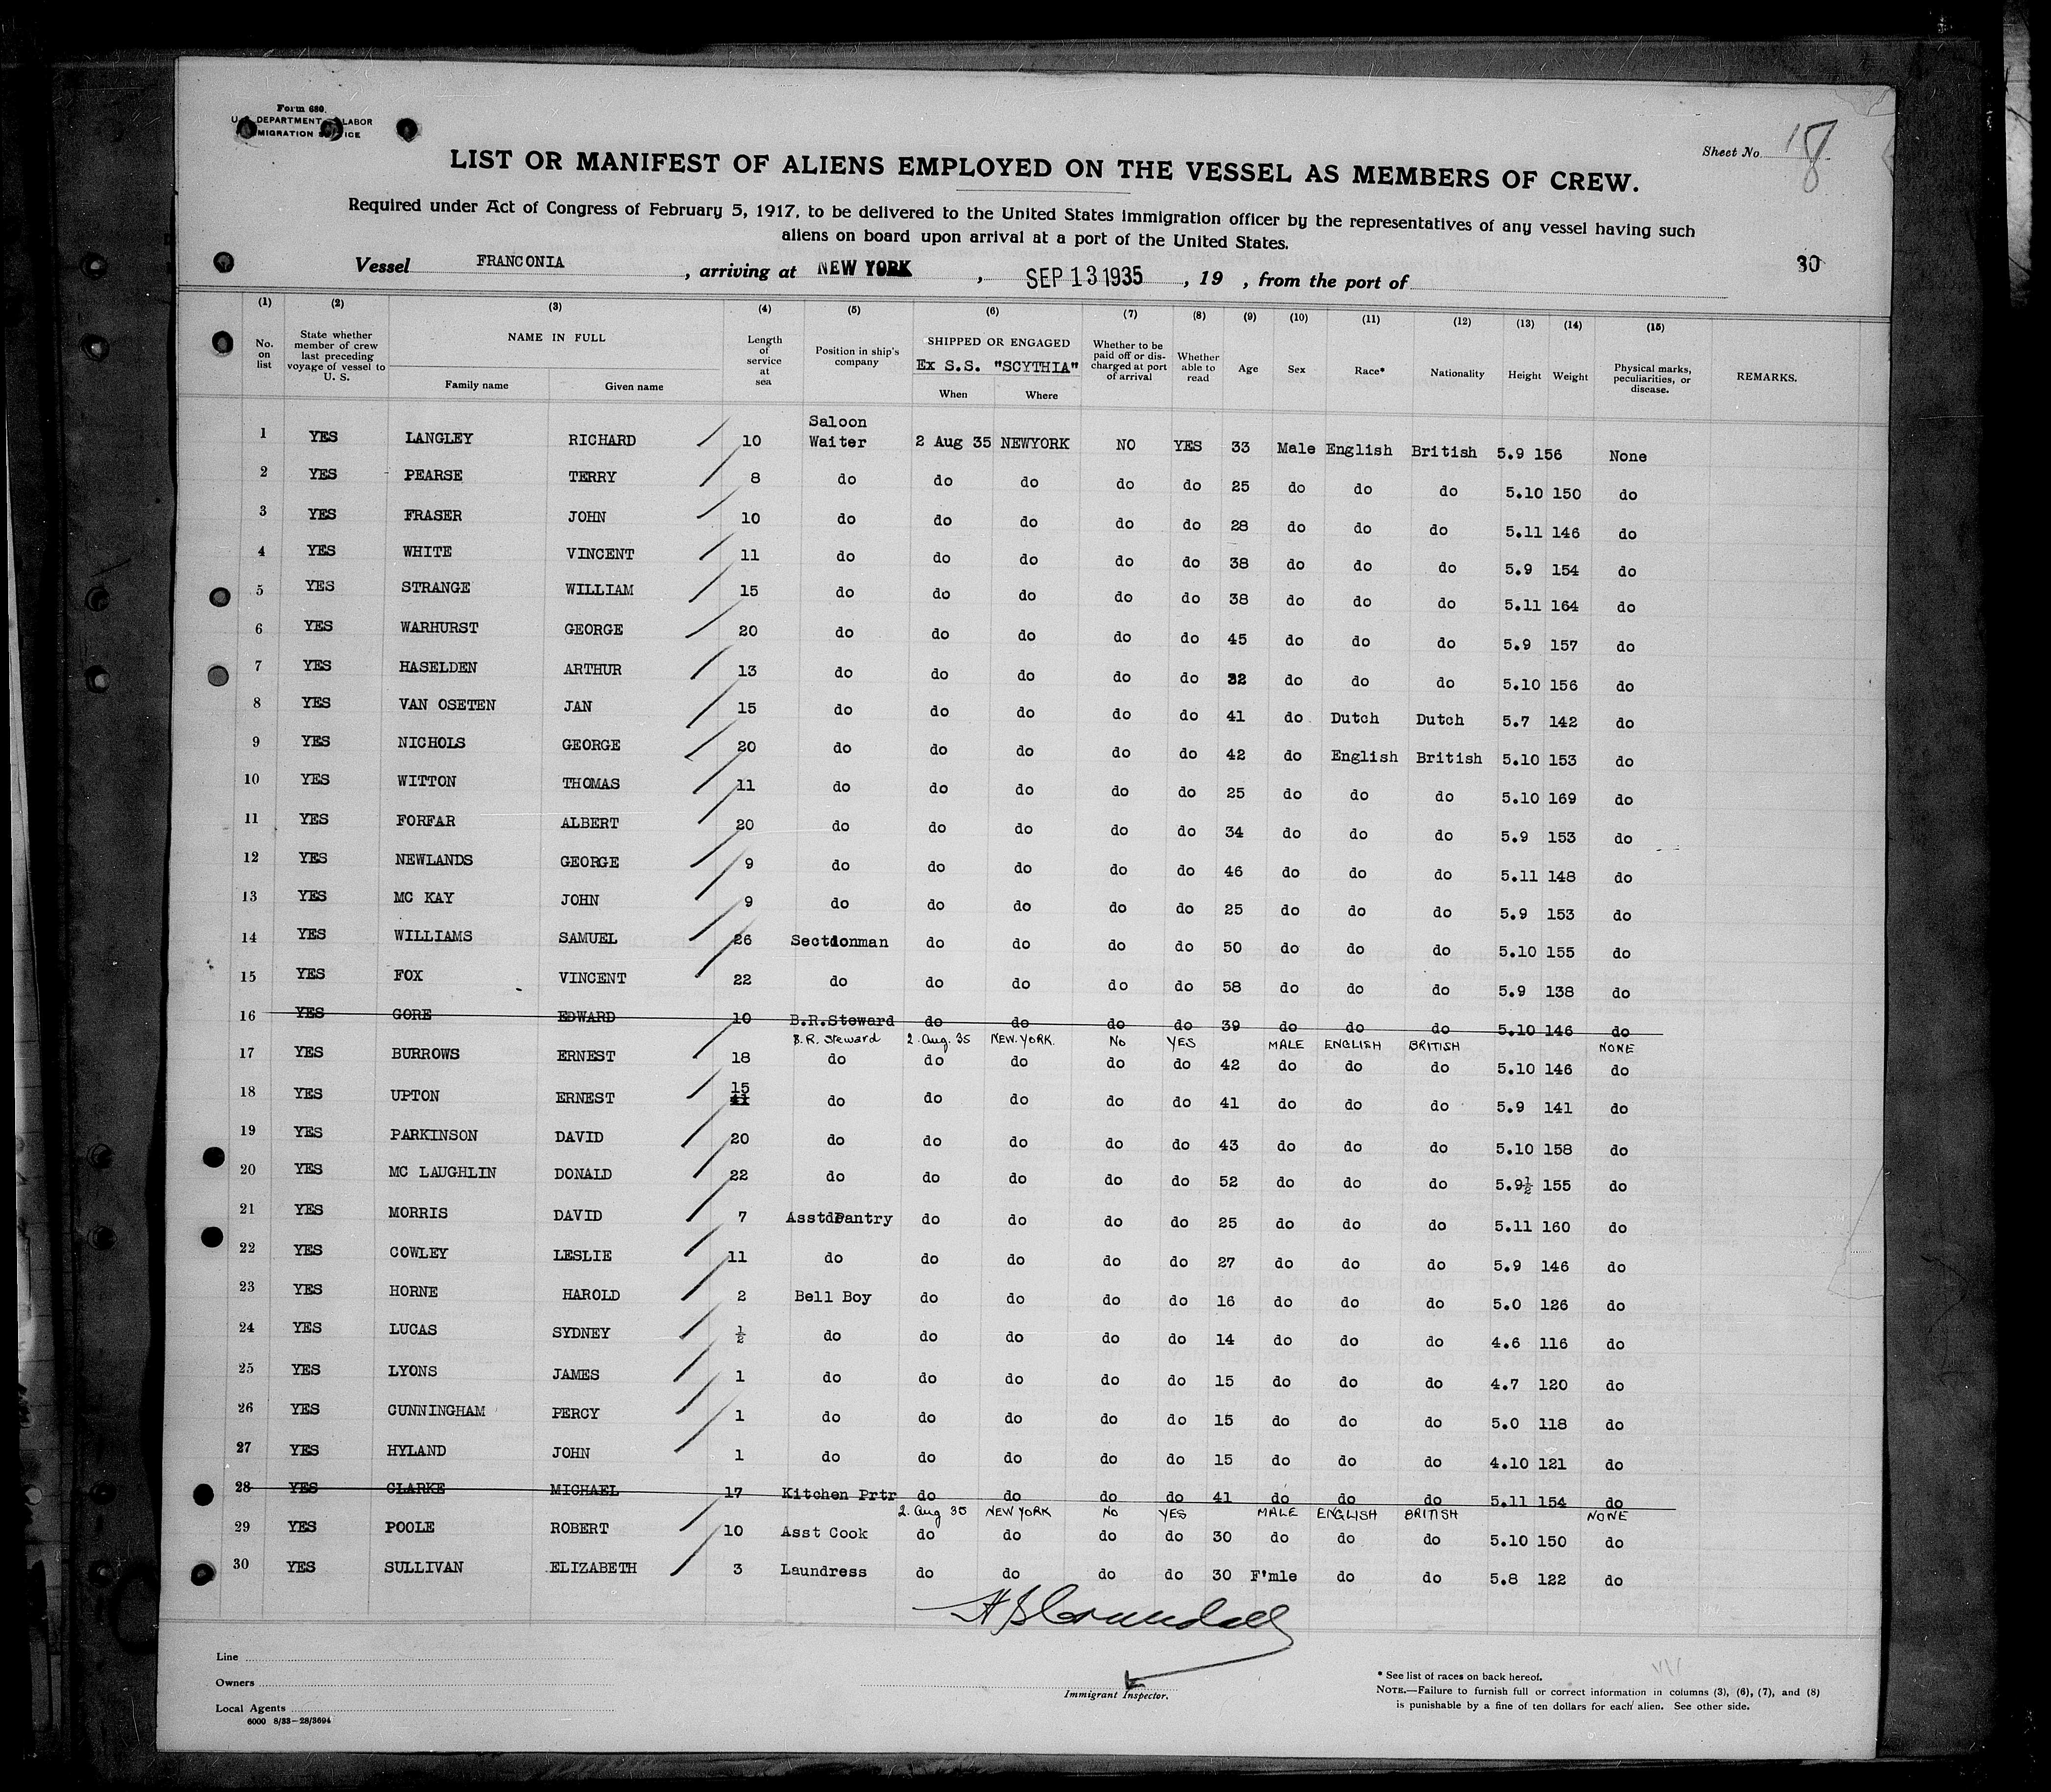 Form 680.
U. DEPARTMENT LABOR
MIGRATION ICE
Sheet No. 18
LIST OR MANIFEST OF ALIENS EMPLOYED ON THE VESSEL AS MEMBERS OF CREW.
Required under Act of Congress of February 5, 1917, to be delivered to the United States immigration officer by the representatives of any vessel having such
aliens on board upon arrival at a port of the United States.
30
Vessel FRANCONIA , arriving at NEW YORK , SEP 13 1935 , 19 , from the port of
(1) (2) (3) (4) (5) (6) (7) (8) (9) (10) (11) (12) (13) (14) (15)
No. on list
State whether member of crew last preceding voyage of vessel to U. S.
NAME IN FULL
Family name Given name
Length of service at sea
Position in ship's company
SHIPPED OR ENGAGED
Ex S.S. "SCYTHIA"
When Where
Whether to be paid off or discharged at port of arrival
Whether able to read
Age Sex Race* Nationality Height Weight
Physical marks, peculiarities, or disease.
REMARKS.
1 YES LANGLEY RICHARD 10 Saloon Waiter 2 Aug 35 NEWYORK NO YES 33 Male English British 5.9 156 None
2 YES PEARSE TERRY 8 do do do do do 25 do do do 5.10 150 do
3 YES FRASER JOHN 10 do do do do do 28 do do do 5.11 146 do
4 YES WHITE VINCENT 11 do do do do do 38 do do do 5.9 154 do
5 YES STRANGE WILLIAM 15 do do do do do 38 do do do 5.11 164 do
6 YES WARHURST GEORGE 20 do do do do do 45 do do do 5.9 157 do
7 YES HASELDEN ARTHUR 13 do do do do do 32 do do do 5.10 156 do
8 YES VAN OSETEN JAN 15 do do do do do 41 do Dutch Dutch 5.7 142 do
9 YES NICHOLS GEORGE 20 do do do do do 42 do English British 5.10 153 do
10 YES WITTON THOMAS 11 do do do do do 25 do do do 5.10 169 do
11 YES FORFAR ALBERT 20 do do do do do 34 do do do 5.9 153 do
12 YES NEWLANDS GEORGE 9 do do do do do 46 do do do 5.11 148 do
13 YES MC KAY JOHN 9 do do do do do 25 do do do 5.9 153 do
14 YES WILLIAMS SAMUEL 26 Sectionman do do do do 50 do do do 5.10 155 do
15 YES FOX VINCENT 22 do do do do do 58 do do do 5.9 138 do
16 YES GORE EDWARD 10 B.R.Steward do do do do 39 do do do 5.10 146 do
B.R. Steward 2. Aug. 35 NEW. YORK. No YES MALE ENGLISH BRITISH NONE
17 YES BURROWS ERNEST 18 do do do do do 42 do do do 5.10 146 do
18 YES UPTON ERNEST 15 41 do do do do do 41 do do do 5.9 141 do
19 YES PARKINSON DAVID 20 do do do do do 43 do do do 5.10 158 do
20 YES MC LAUGHLIN DONALD 22 do do do do do 52 do do do 5.9½ 155 do
21 YES MORRIS DAVID 7 Asst Pantry do do do do 25 do do do 5.11 160 do
22 YES COWLEY LESLIE 11 do do do do do 27 do do do 5.9 146 do
23 YES HORNE HAROLD 2 Bell Boy do do do do 16 do do do 5.0 126 do
24 YES LUCAS SYDNEY ½ do do do do do 14 do do do 4.6 116 do
25 YES LYONS JAMES 1 do do do do do 15 do do do 4.7 120 do
26 YES CUNNINGHAM PERCY 1 do do do do do 15 do do do 5.0 118 do
27 YES HYLAND JOHN 1 do do do do do 15 do do do 4.10 121 do
28 YES CLARKE MICHAEL 17 Kitchen Prtr do do do do 41 do do do 5.11 154 do
2. Aug 35 NEW YORK No YES MALE ENGLISH BRITISH NONE
29 YES POOLE ROBERT 10 Asst Cook do do do do 30 do do do 5.10 150 do
30 YES SULLIVAN ELIZABETH 3 Laundress do do do do 30 F'mle do do 5.8 122 do
Line
Owners
Local Agents
6000 8/33-28/3694
Immigrant Inspector.
* See list of races on back hereof.
NOTE.—Failure to furnish full or correct information in columns (3), (6), (7), and (8)
is punishable by a fine of ten dollars for each alien. See other side.